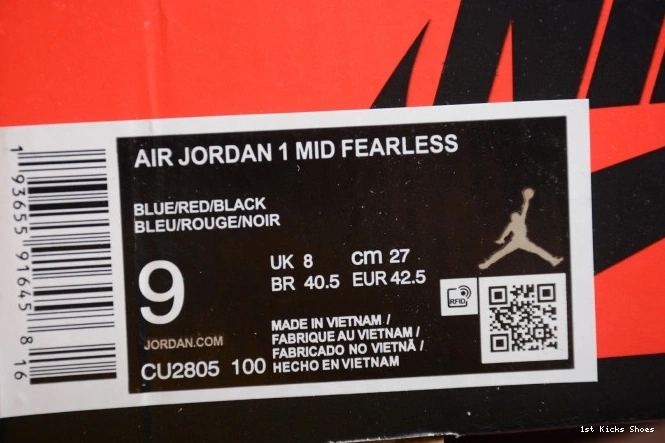 AIR JORDAN 1 MID FEARLESS
BLUE/RED/BLACK
BLEU/ROUGE/NOIR
9
UK 8 cm 27
BR 40.5 EUR 42.5
RFID
JORDAN.COM
CU2805 100
MADE IN VIETNAM /
FABRIQUE AU VIETNAM /
FABRICADO NO VIETNÃ /
HECHO EN VIETNAM
1 93655 91645 8 16
1st Kicks Shoes